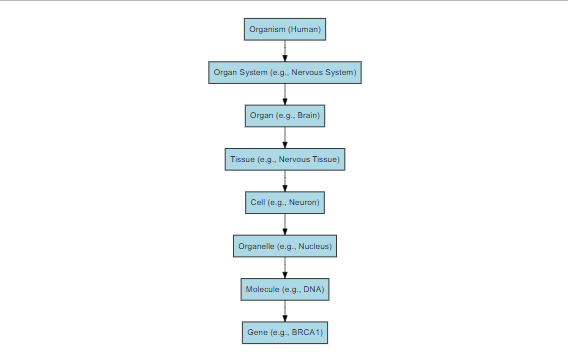 Organism (Human)
Organ System (e.g., Nervous System)
Organ (e.g., Brain)
Tissue (e.g., Nervous Tissue)
Cell (e.g., Neuron)
Organelle (e.g., Nucleus)
Molecule (e.g., DNA)
Gene (e.g., BRCA1)